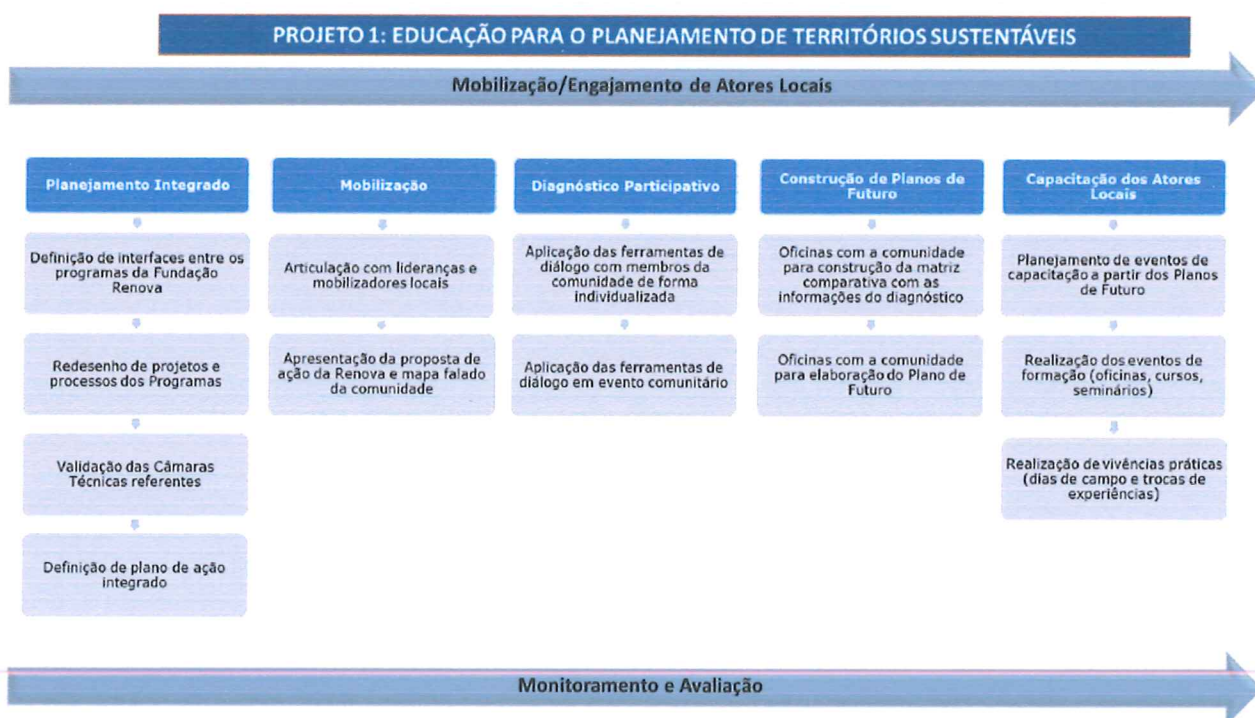 PROJETO 1: EDUCAÇÃO PARA O PLANEJAMENTO DE TERRITÓRIOS SUSTENTÁVEIS
Mobilização/Engajamento de Atores Locais
Planejamento Integrado
Definição de interfaces entre os
programas da Fundação
Renova
Redesenho de projetos e
processos dos Programas
Validação das Câmaras
Técnicas referentes
Definição de plano de ação
integrado
Mobilização
Articulação com lideranças e
mobilizadores locais
Apresentação da proposta de
ação da Renova e mapa falado
da comunidade
Diagnóstico Participativo
Aplicação das ferramentas de
diálogo com membros da
comunidade de forma
individualizada
Aplicação das ferramentas de
diálogo em evento comunitário
Construção de Planos de
Futuro
Oficinas com a comunidade
para construção da matriz
comparativa com as
informações do diagnóstico
Oficinas com a comunidade
para elaboração do Plano de
Futuro
Capacitação dos Atores
Locais
Planejamento de eventos de
capacitação a partir dos Planos
de Futuro
Realização dos eventos de
formação (oficinas, cursos,
seminários)
Realização de vivências práticas
(dias de campo e trocas de
experiências)
Monitoramento e Avaliação